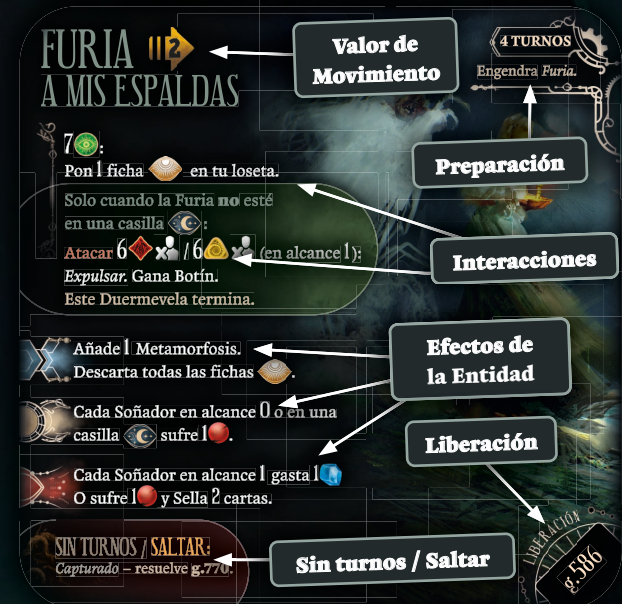 FURIA 2
A MIS ESPALDAS
Valor de
Movimiento
4 TURNOS
Engendra Furia.
Preparación
7:
Pon 1 ficha en tu loseta.
Solo cuando la Furia no esté
en una casilla:
Atacar 6 / 6 (en alcance 1):
Expulsar. Gana Botín.
Este Duermevela termina.
Interacciones
Añade 1 Metamorfosis.
Descarta todas las fichas.
Efectos de
la Entidad
Cada Soñador en alcance 0 o en una
casilla sufre 1.
Cada Soñador en alcance 1 gasta 1
O sufre 1 y Sella 2 cartas.
Liberación
SIN TURNOS / SALTAR:
Capturado – resuelve g.770.
Sin turnos / Saltar
LIBERACIÓN
g.586